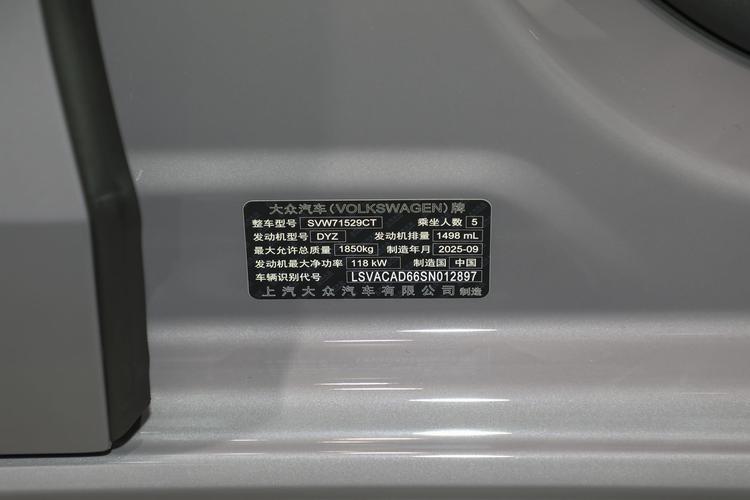 大众汽车(VOLKSWAGEN)牌
整车型号 SVW71529CT 乘坐人数 5
发动机型号 DYZ 发动机排量 1498 mL
最大允许总质量 1850kg 制造年月 2025-09
发动机最大净功率 118 kW 制造国 中国
车辆识别代号 LSVACAD66SN012897
上汽大众汽车有限公司 制造